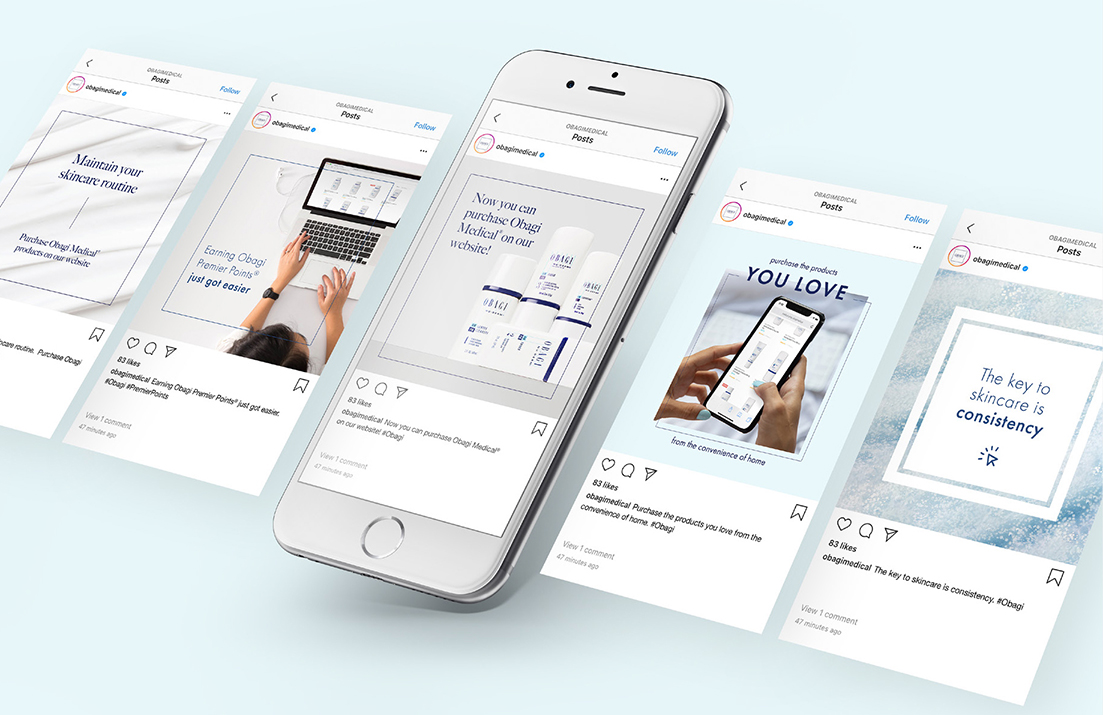 OBAGIMEDICAL
Posts
Follow
obagimedical
Maintain your
skincare routine
Purchase Obagi Medical®
products on our website
care routine. Purchase Obagi
OBAGIMEDICAL
Posts
Follow
obagimedical
Earning Obagi
Premier Points®
just got easier
83 likes
obagimedical Earning Obagi Premier Points® just got easier.
#Obagi #PremierPoints
View 1 comment
47 minutes ago
OBAGIMEDICAL
Posts
Follow
obagimedical
Now you can
purchase Obagi
Medical® on our
website!
OBAGI
OBAGI
OBAGI
OBAGI
83 likes
obagimedical Now you can purchase Obagi Medical®
on our website! #Obagi
View 1 comment
47 minutes ago
OBAGIMEDICAL
Posts
Follow
obagimedical
purchase the products
YOU LOVE
from the convenience of home
83 likes
obagimedical Purchase the products you love from the
convenience of home. #Obagi
View 1 comment
47 minutes ago
OBAGIMEDICAL
Posts
obagimedical
The key to
skincare is
consistency
83 likes
obagimedical The key to skincare is consistency. #Obagi
View 1 comment
47 minutes ago